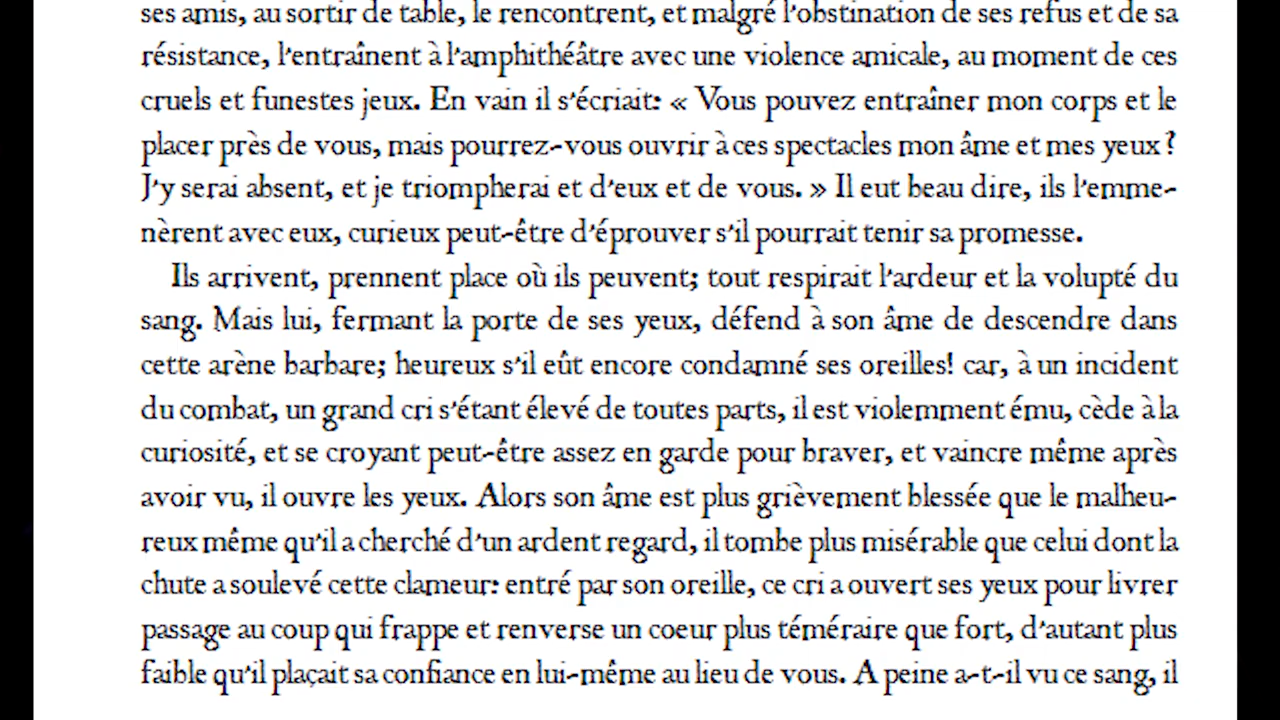 ses amis, au sortir de table, le rencontrent, et malgré l'obstination de ses refus et de sa
résistance, l'entraînent à l'amphithéâtre avec une violence amicale, au moment de ces
cruels et funestes jeux. En vain il s'écriait: « Vous pouvez entraîner mon corps et le
placer près de vous, mais pourrez-vous ouvrir à ces spectacles mon âme et mes yeux ?
J'y serai absent, et je triompherai et d'eux et de vous. » Il eut beau dire, ils l'emme-
nèrent avec eux, curieux peut-être d'éprouver s'il pourrait tenir sa promesse.
Ils arrivent, prennent place où ils peuvent; tout respirait l'ardeur et la volupté du
sang. Mais lui, fermant la porte de ses yeux, défend à son âme de descendre dans
cette arène barbare; heureux s'il eût encore condamné ses oreilles! car, à un incident
du combat, un grand cri s'étant élevé de toutes parts, il est violemment ému, cède à la
curiosité, et se croyant peut-être assez en garde pour braver, et vaincre même après
avoir vu, il ouvre les yeux. Alors son âme est plus grièvement blessée que le malheu-
reux même qu'il a cherché d'un ardent regard, il tombe plus misérable que celui dont la
chute a soulevé cette clameur: entré par son oreille, ce cri a ouvert ses yeux pour livrer
passage au coup qui frappe et renverse un coeur plus téméraire que fort, d'autant plus
faible qu'il plaçait sa confiance en lui-même au lieu de vous. A peine a-t-il vu ce sang, il